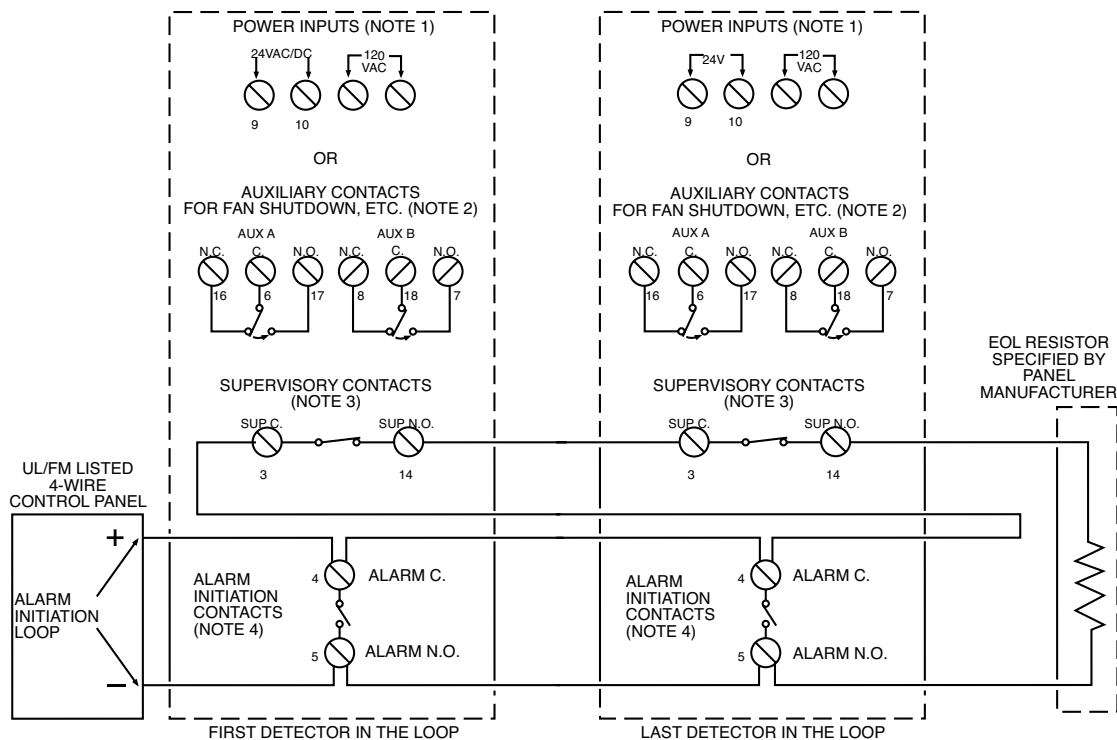 POWER INPUTS (NOTE 1)
24VAC/DC
120
VAC
9
10
OR
AUXILIARY CONTACTS
FOR FAN SHUTDOWN, ETC. (NOTE 2)
AUX A
AUX B
N.C.
C.
N.O.
N.C.
C.
N.O.
16
6
17
8
18
7
SUPERVISORY CONTACTS
(NOTE 3)
SUP C.
SUP N.O.
3
14
POWER INPUTS (NOTE 1)
24V
120
VAC
9
10
OR
AUXILIARY CONTACTS
FOR FAN SHUTDOWN, ETC. (NOTE 2)
AUX A
AUX B
N.C.
C.
N.O.
N.C.
C.
N.O.
16
6
17
8
18
7
SUPERVISORY CONTACTS
(NOTE 3)
SUP C.
SUP N.O.
3
14
EOL RESISTOR
SPECIFIED BY
PANEL
MANUFACTURER
UL/FM LISTED
4-WIRE
CONTROL PANEL
+
ALARM
INITIATION
LOOP
–
ALARM
INITIATION
CONTACTS
(NOTE 4)
4
ALARM C.
5
ALARM N.O.
ALARM
INITIATION
CONTACTS
(NOTE 4)
4
ALARM C.
5
ALARM N.O.
FIRST DETECTOR IN THE LOOP
LAST DETECTOR IN THE LOOP